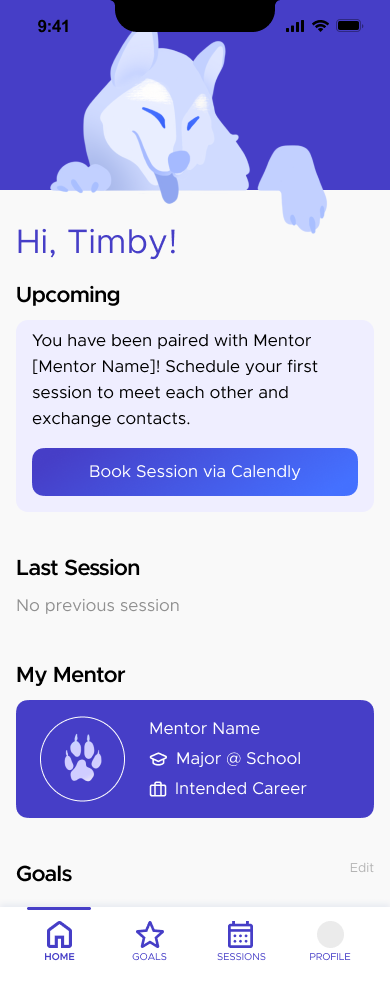 9:41
Hi, Timby!
Upcoming
You have been paired with Mentor
[Mentor Name]! Schedule your first
session to meet each other and
exchange contacts.
Book Session via Calendly
Last Session
No previous session
My Mentor
Mentor Name
Major @ School
Intended Career
Goals
Edit
HOME
GOALS
SESSIONS
PROFILE